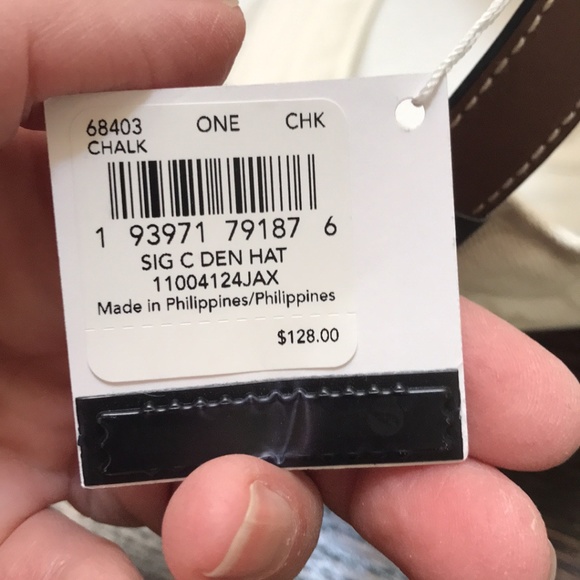 68403 ONE CHK
CHALK
1 93971 79187 6
SIG C DEN HAT
11004124JAX
Made in Philippines/Philippines
$128.00